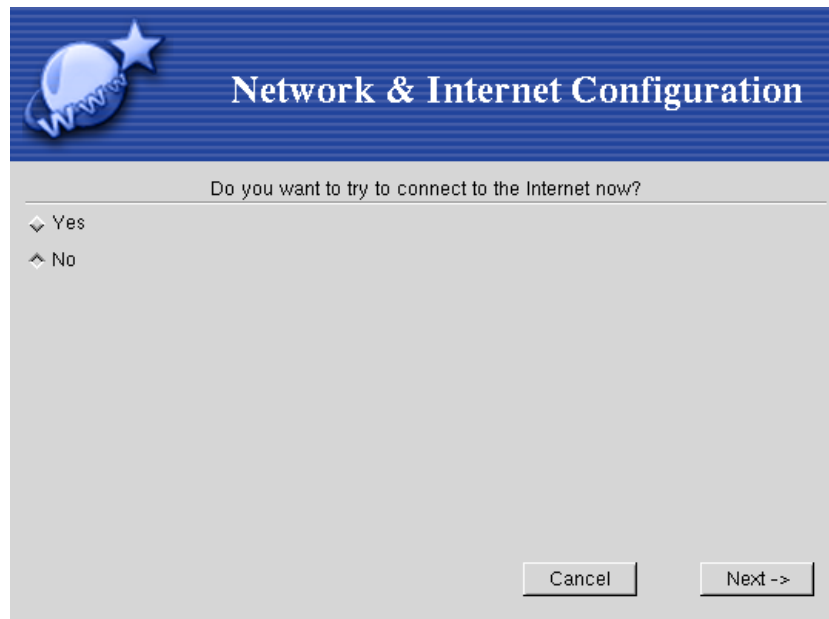 WWW
Network & Internet Configuration
Do you want to try to connect to the Internet now?
Yes
No
Cancel
Next ->